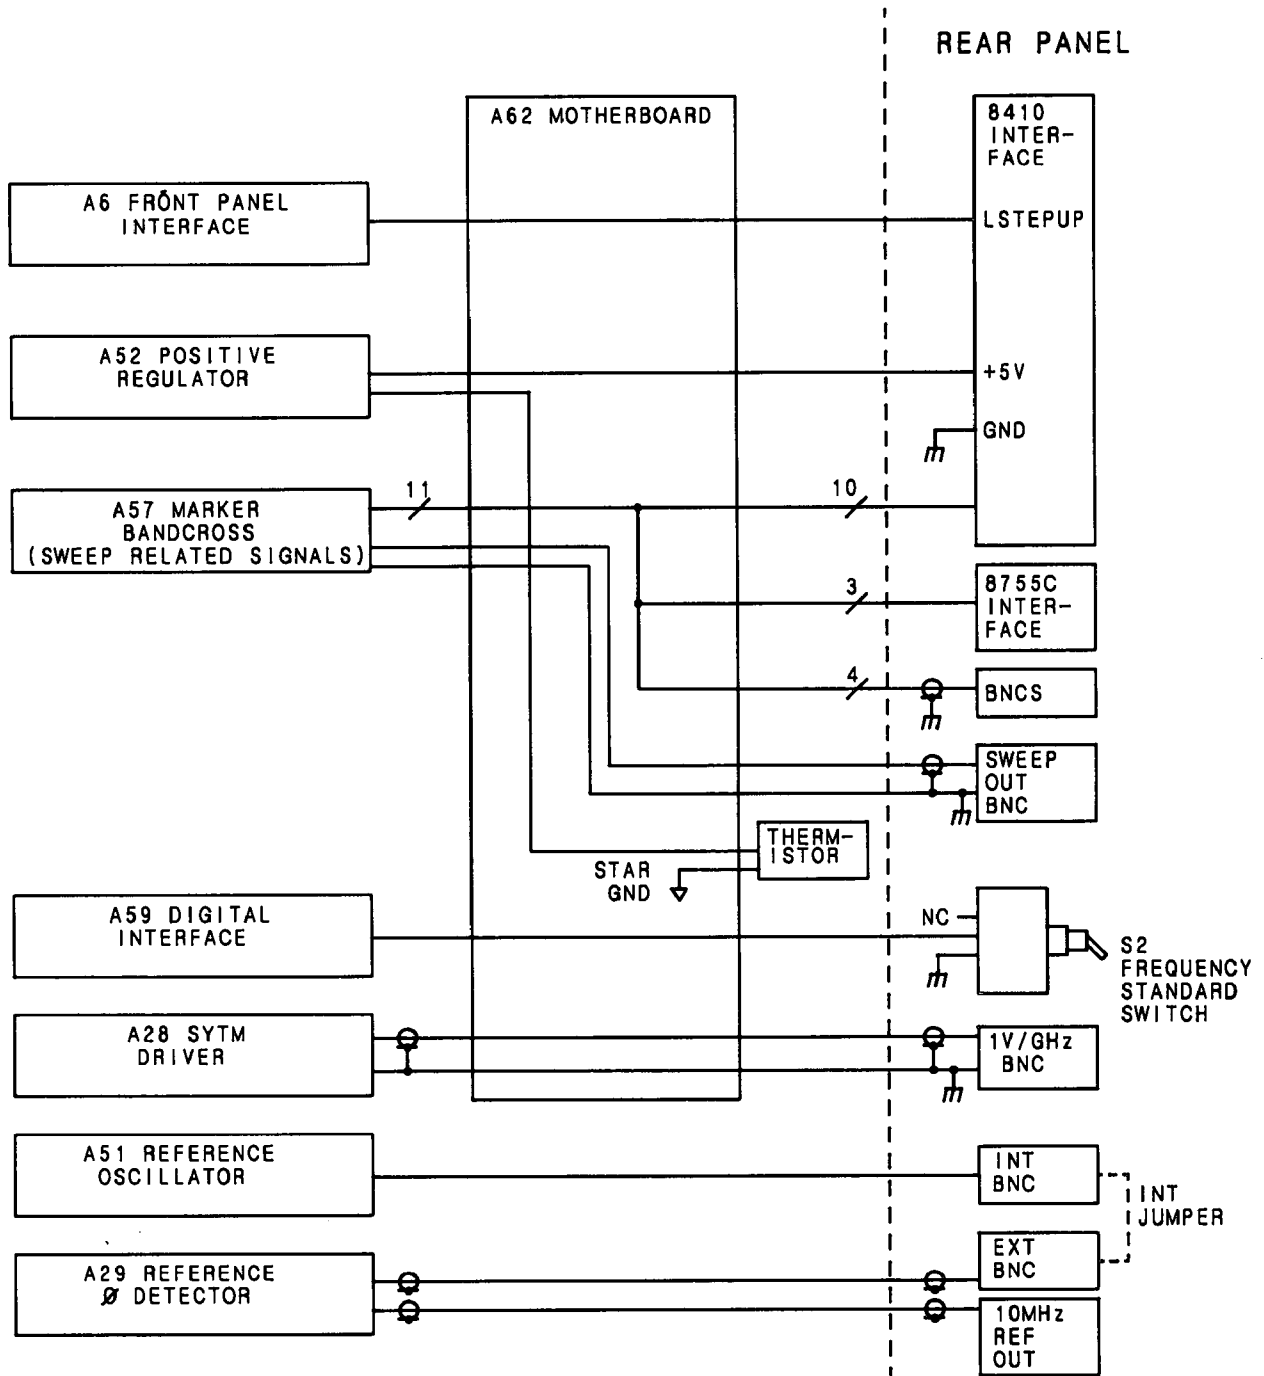 REAR PANEL
A62 MOTHERBOARD
8410
INTER-
FACE
A6 FRONT PANEL
INTERFACE
LSTEPUP
A52 POSITIVE
REGULATOR
+5V
GND
11
10
A57 MARKER
BANDCROSS
(SWEEP RELATED SIGNALS)
3
8755C
INTER-
FACE
4
BNCS
SWEEP
OUT
BNC
THERM-
ISTOR
STAR
GND
A59 DIGITAL
INTERFACE
NC
S2
FREQUENCY
STANDARD
SWITCH
A28 SYTM
DRIVER
1V/GHz
BNC
A51 REFERENCE
OSCILLATOR
INT
BNC
INT
JUMPER
EXT
BNC
A29 REFERENCE
Ø DETECTOR
10MHz
REF
OUT